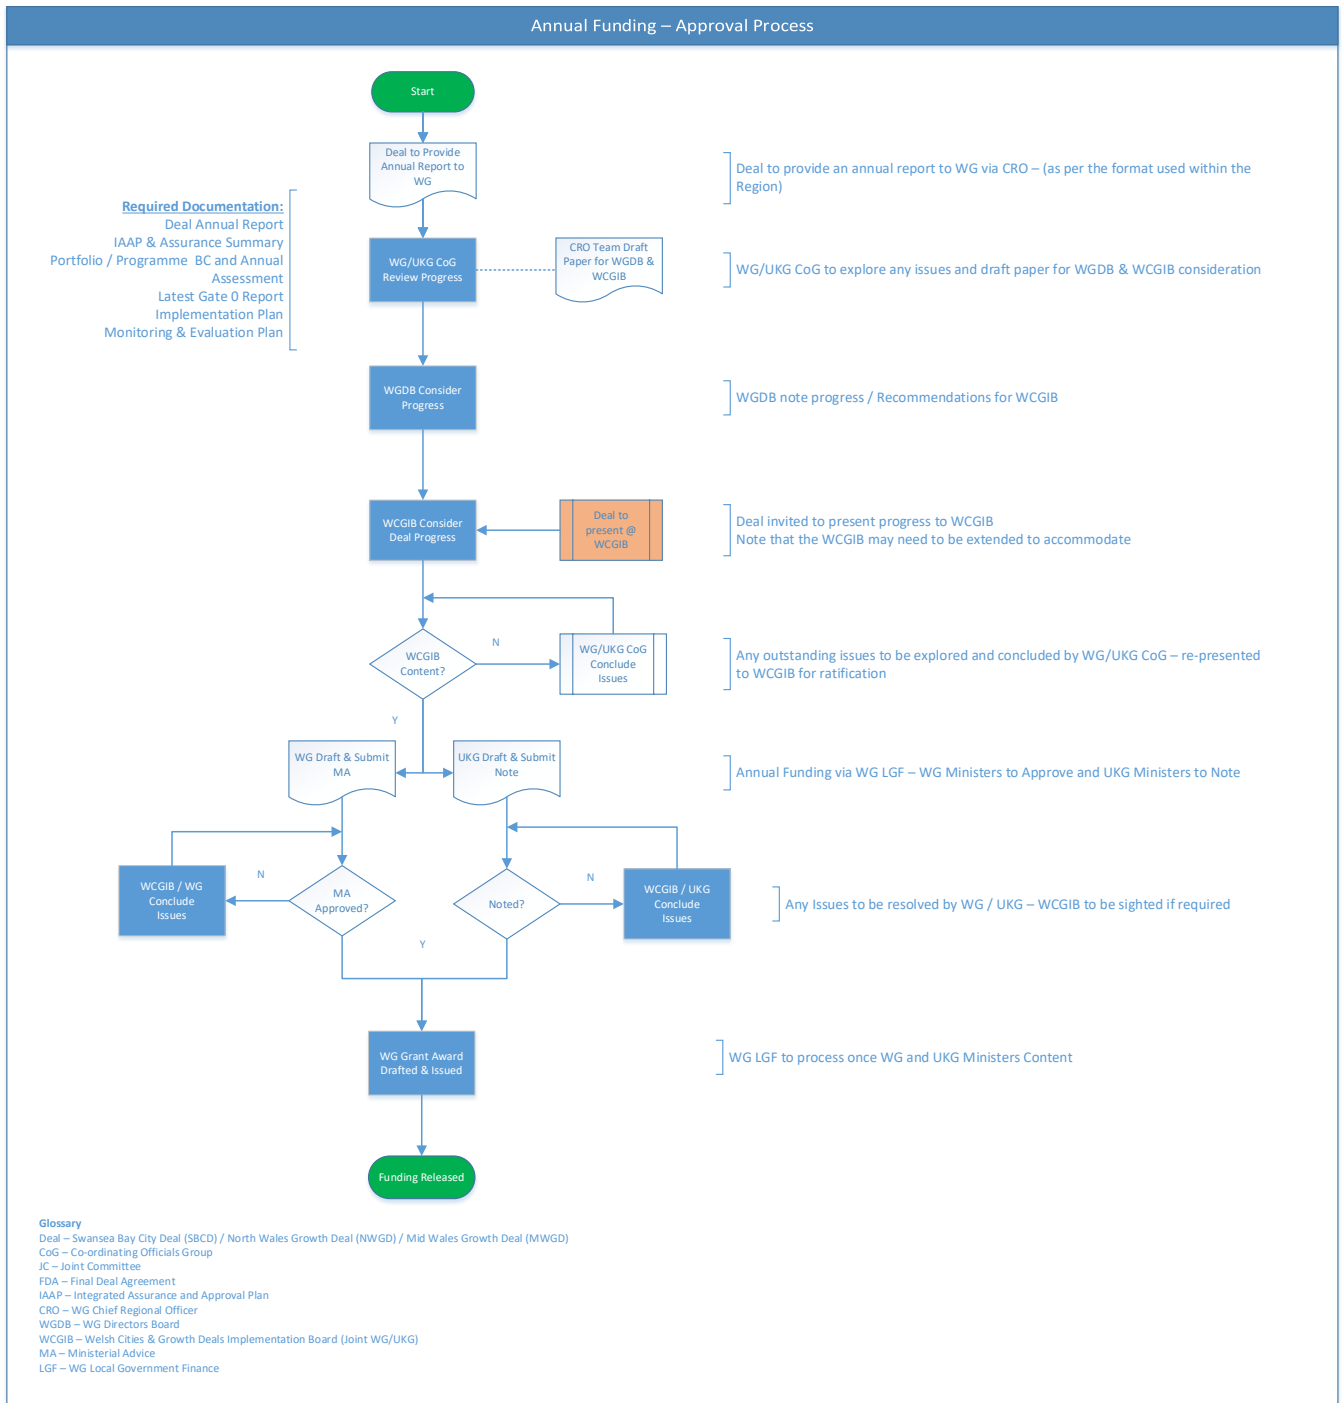 Annual Funding – Approval Process
Start
Deal to Provide
Annual Report to
WG
Deal to provide an annual report to WG via CRO – (as per the format used within the
Region)
Required Documentation:
Deal Annual Report
IAAP & Assurance Summary
Portfolio / Programme BC and Annual
Assessment
Latest Gate 0 Report
Implementation Plan
Monitoring & Evaluation Plan
WG/UKG CoG
Review Progress
CRO Team Draft
Paper for WGDB &
WCGIB
WG/UKG CoG to explore any issues and draft paper for WGDB & WCGIB consideration
WGDB Consider
Progress
WGDB note progress / Recommendations for WCGIB
WCGIB Consider
Deal Progress
Deal to
present @
WCGIB
Deal invited to present progress to WCGIB
Note that the WCGIB may need to be extended to accommodate
WCGIB
Content?
N
WG/UKG CoG
Conclude
Issues
Any outstanding issues to be explored and concluded by WG/UKG CoG – re-presented
to WCGIB for ratification
Y
WG Draft & Submit
MA
UKG Draft & Submit
Note
Annual Funding via WG LGF – WG Ministers to Approve and UKG Ministers to Note
WCGIB / WG
Conclude
Issues
N
MA
Approved?
Noted?
N
WCGIB / UKG
Conclude
Issues
Any Issues to be resolved by WG / UKG – WCGIB to be sighted if required
Y
WG Grant Award
Drafted & Issued
WG LGF to process once WG and UKG Ministers Content
Funding Released
Glossary
Deal – Swansea Bay City Deal (SBCD) / North Wales Growth Deal (NWGD) / Mid Wales Growth Deal (MWGD)
CoG – Co-ordinating Officials Group
JC – Joint Committee
FDA – Final Deal Agreement
IAAP – Integrated Assurance and Approval Plan
CRO – WG Chief Regional Officer
WGDB – WG Directors Board
WCGIB – Welsh Cities & Growth Deals Implementation Board (Joint WG/UKG)
MA – Ministerial Advice
LGF – WG Local Government Finance